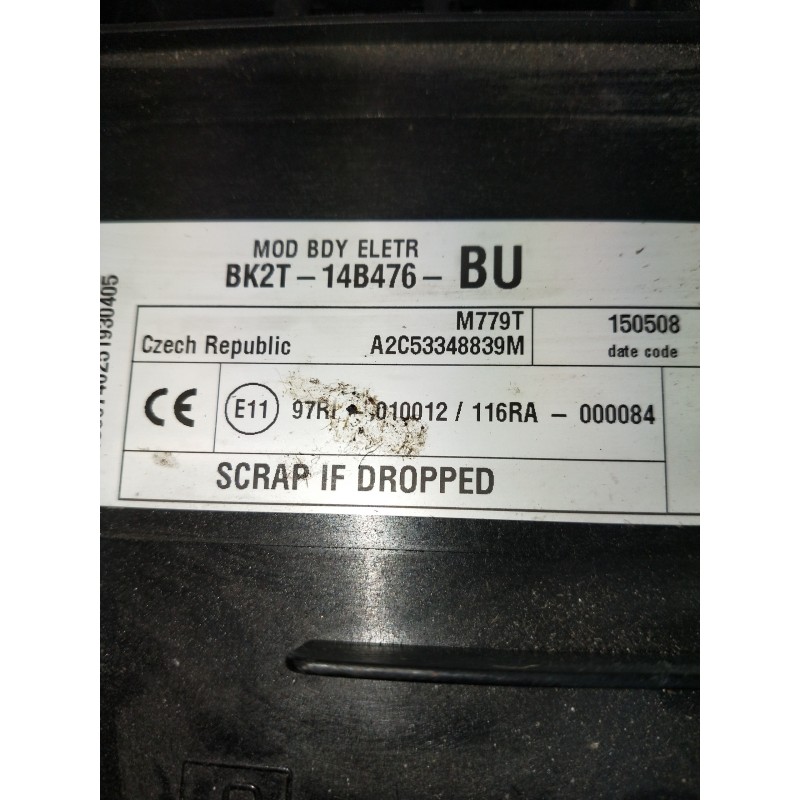 MOD BDY ELETR
BK2T-14B476- BU
M779T
Czech Republic A2C53348839M
150508
date code
CE
E11 010012 / 116RA - 000084
SCRAP IF DROPPED